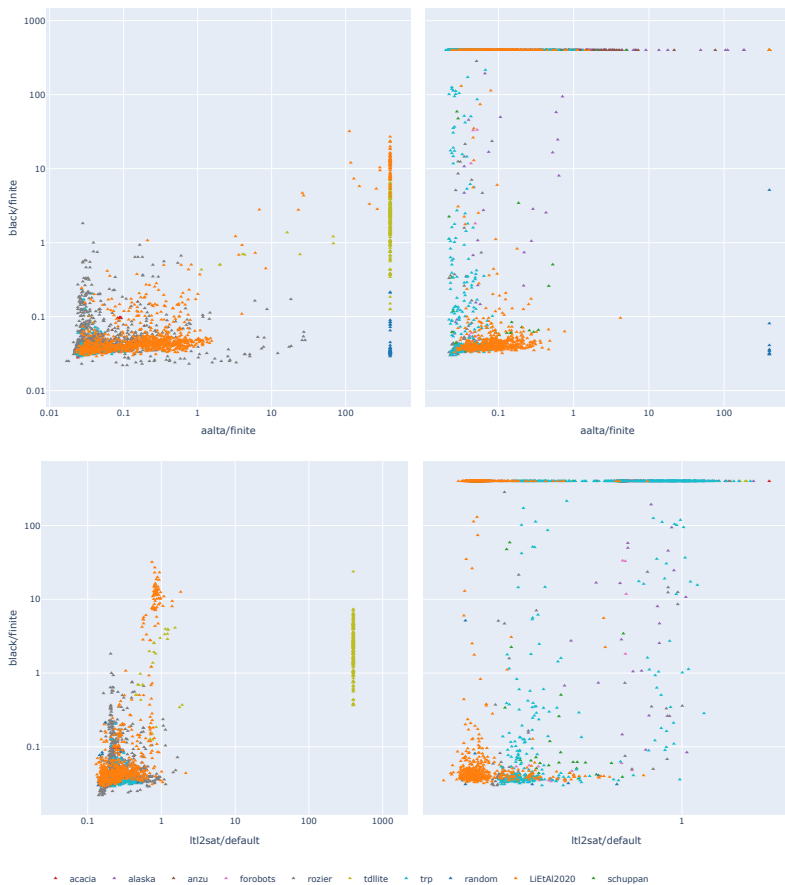 1000
100
10
1
0.1
0.01
black/finite
0.01 0.1 1 10 100
0.1 1 10 100
aalta/finite
aalta/finite
100
10
1
0.1
black/finite
0.1 1 10 100 1000
1
ltl2sat/default
ltl2sat/default
acacia alaska anzu forobots rozier tdllite trp random LiEtAl2020 schuppan